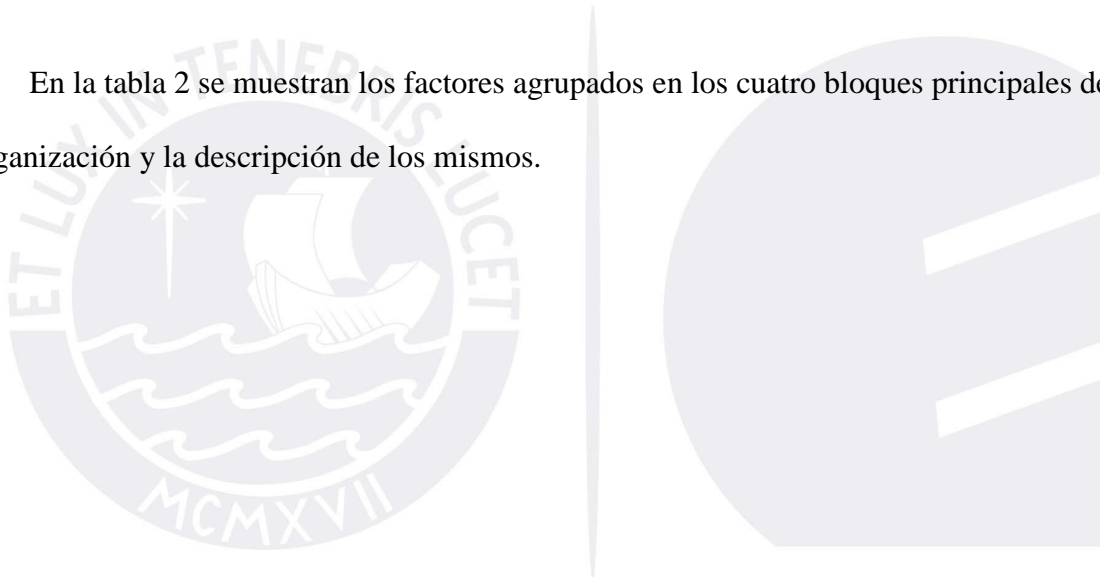 En la tabla 2 se muestran los factores agrupados en los cuatro bloques principales de
ganización y la descripción de los mismos.
ET LUX IN TENEBRIS LUCET
MCMXVII